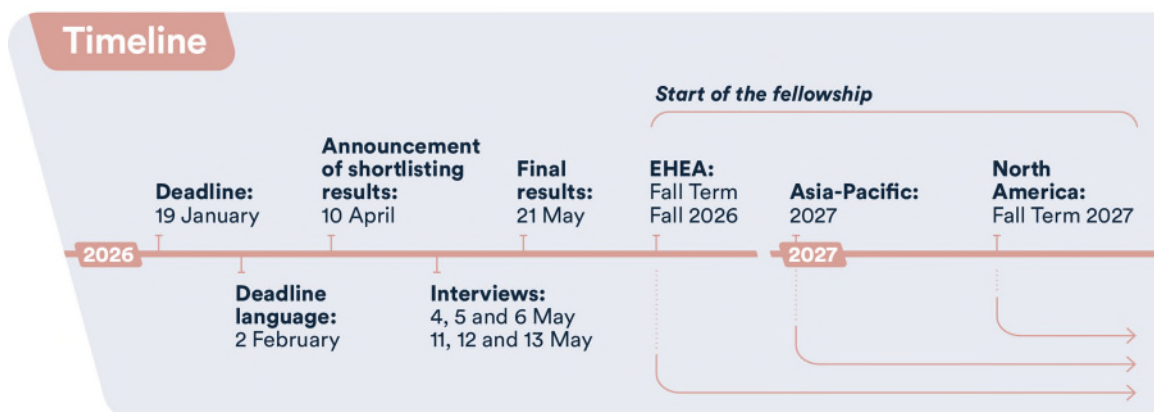 Timeline
Start of the fellowship
Announcement
of shortlisting
results:
10 April
Deadline:
19 January
Final
results:
21 May
EHEA:
Fall Term
Fall 2026
Asia-Pacific:
2027
North
America:
Fall Term 2027
2026
2027
Deadline
language:
2 February
Interviews:
4, 5 and 6 May
11, 12 and 13 May